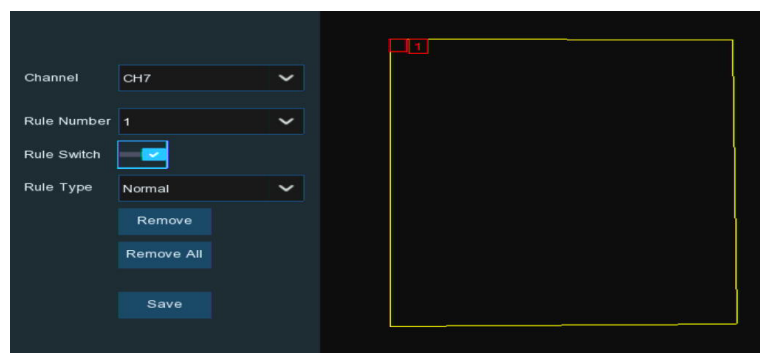 Channel CH7
Rule Number 1
Rule Switch
Rule Type Normal
Remove
Remove All
Save
1